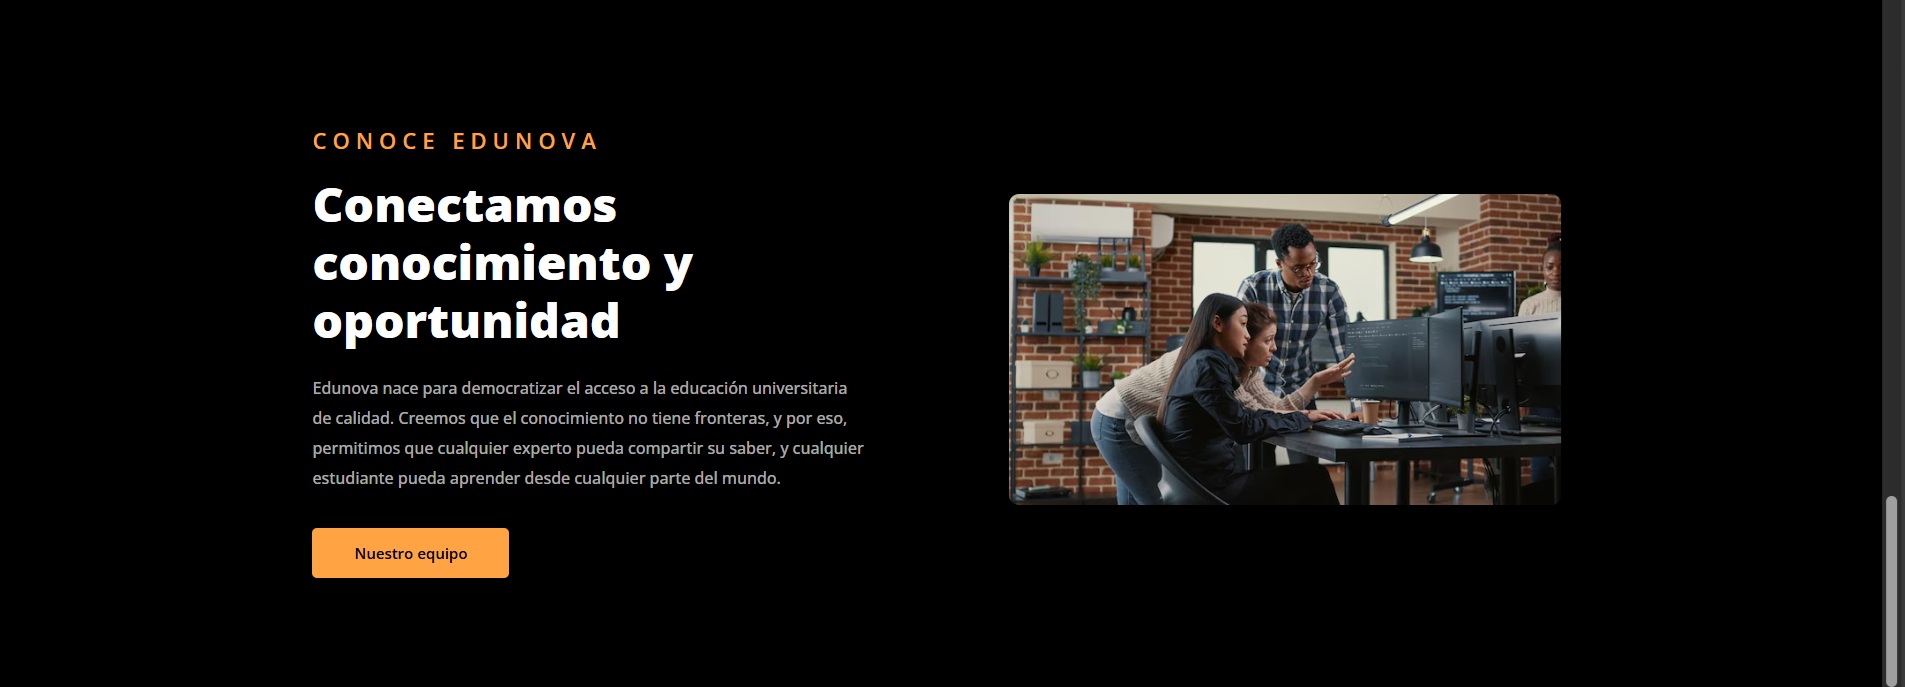 CONOCE EDUNOVA
Conectamos
conocimiento y
oportunidad
Edunova nace para democratizar el acceso a la educación universitaria
de calidad. Creemos que el conocimiento no tiene fronteras, y por eso,
permitimos que cualquier experto pueda compartir su saber, y cualquier
estudiante pueda aprender desde cualquier parte del mundo.
Nuestro equipo